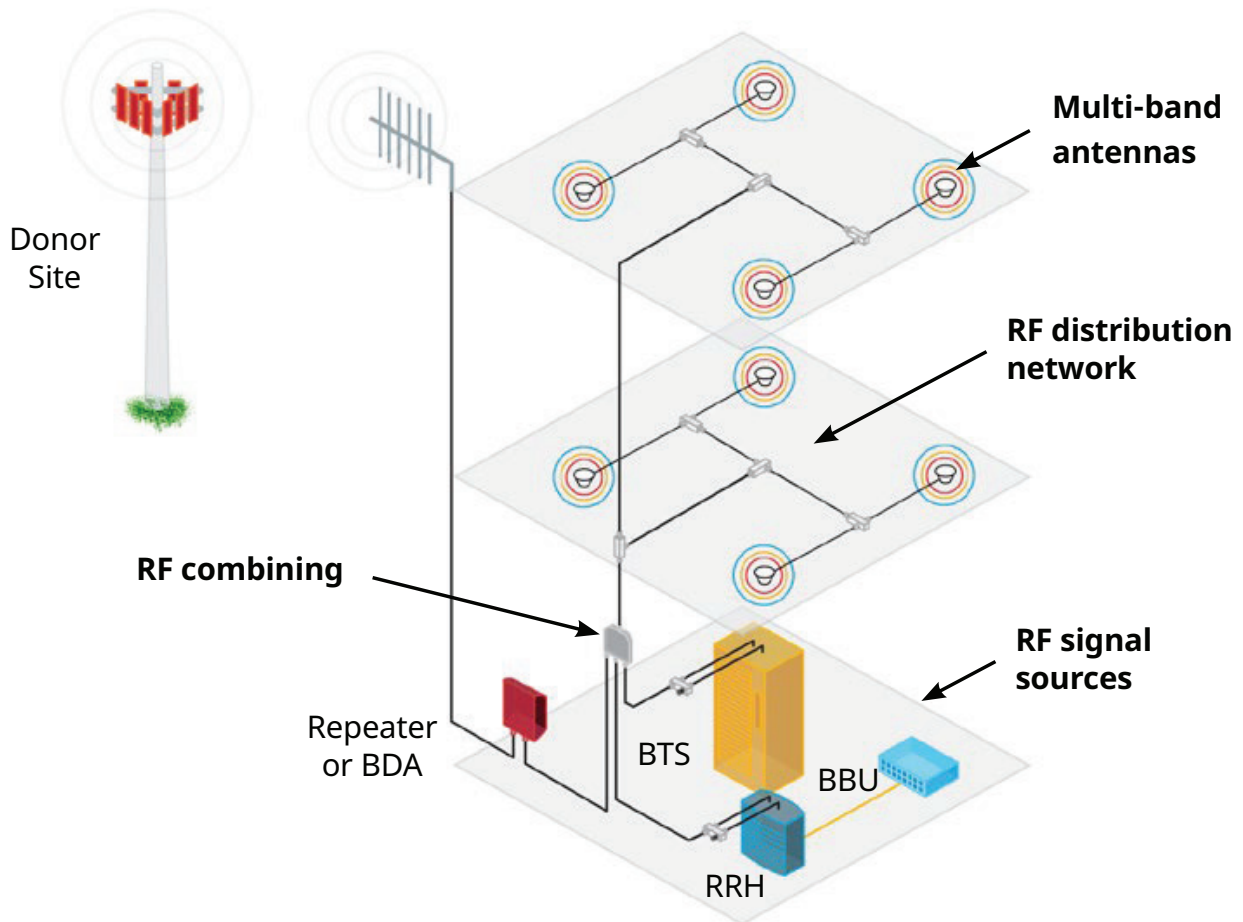 Multi-band
antennas
Donor
Site
RF distribution
network
RF combining
RF signal
sources
Repeater
or BDA
BTS
BBU
RRH